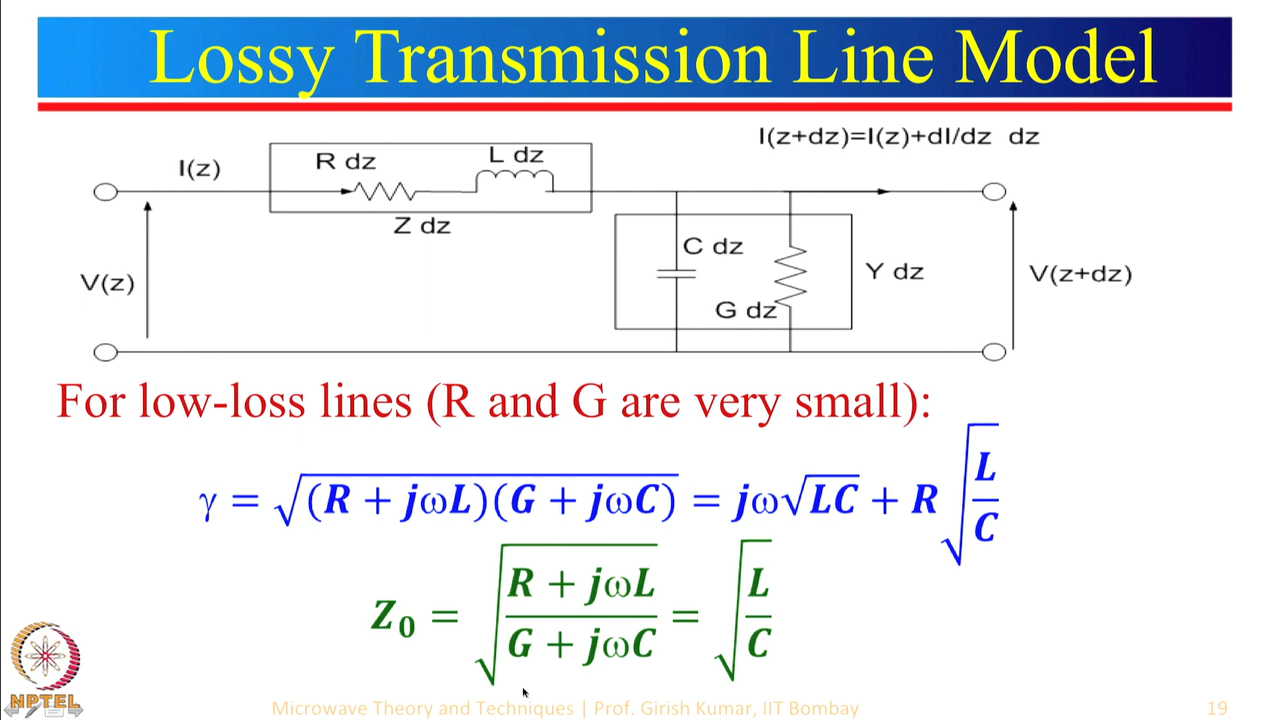 Lossy Transmission Line Model
I(z+dz)=I(z)+dI/dz dz
I(z)
R dz
L dz
Z dz
V(z)
C dz
G dz
Y dz
V(z+dz)
For low-loss lines (R and G are very small):
γ = √(R + jωL)(G + jωC) = jω√LC + R √L/C
Z₀ = √(R + jωL)/(G + jωC) = √L/C
NPTEL
Microwave Theory and Techniques | Prof. Girish Kumar, IIT Bombay
19